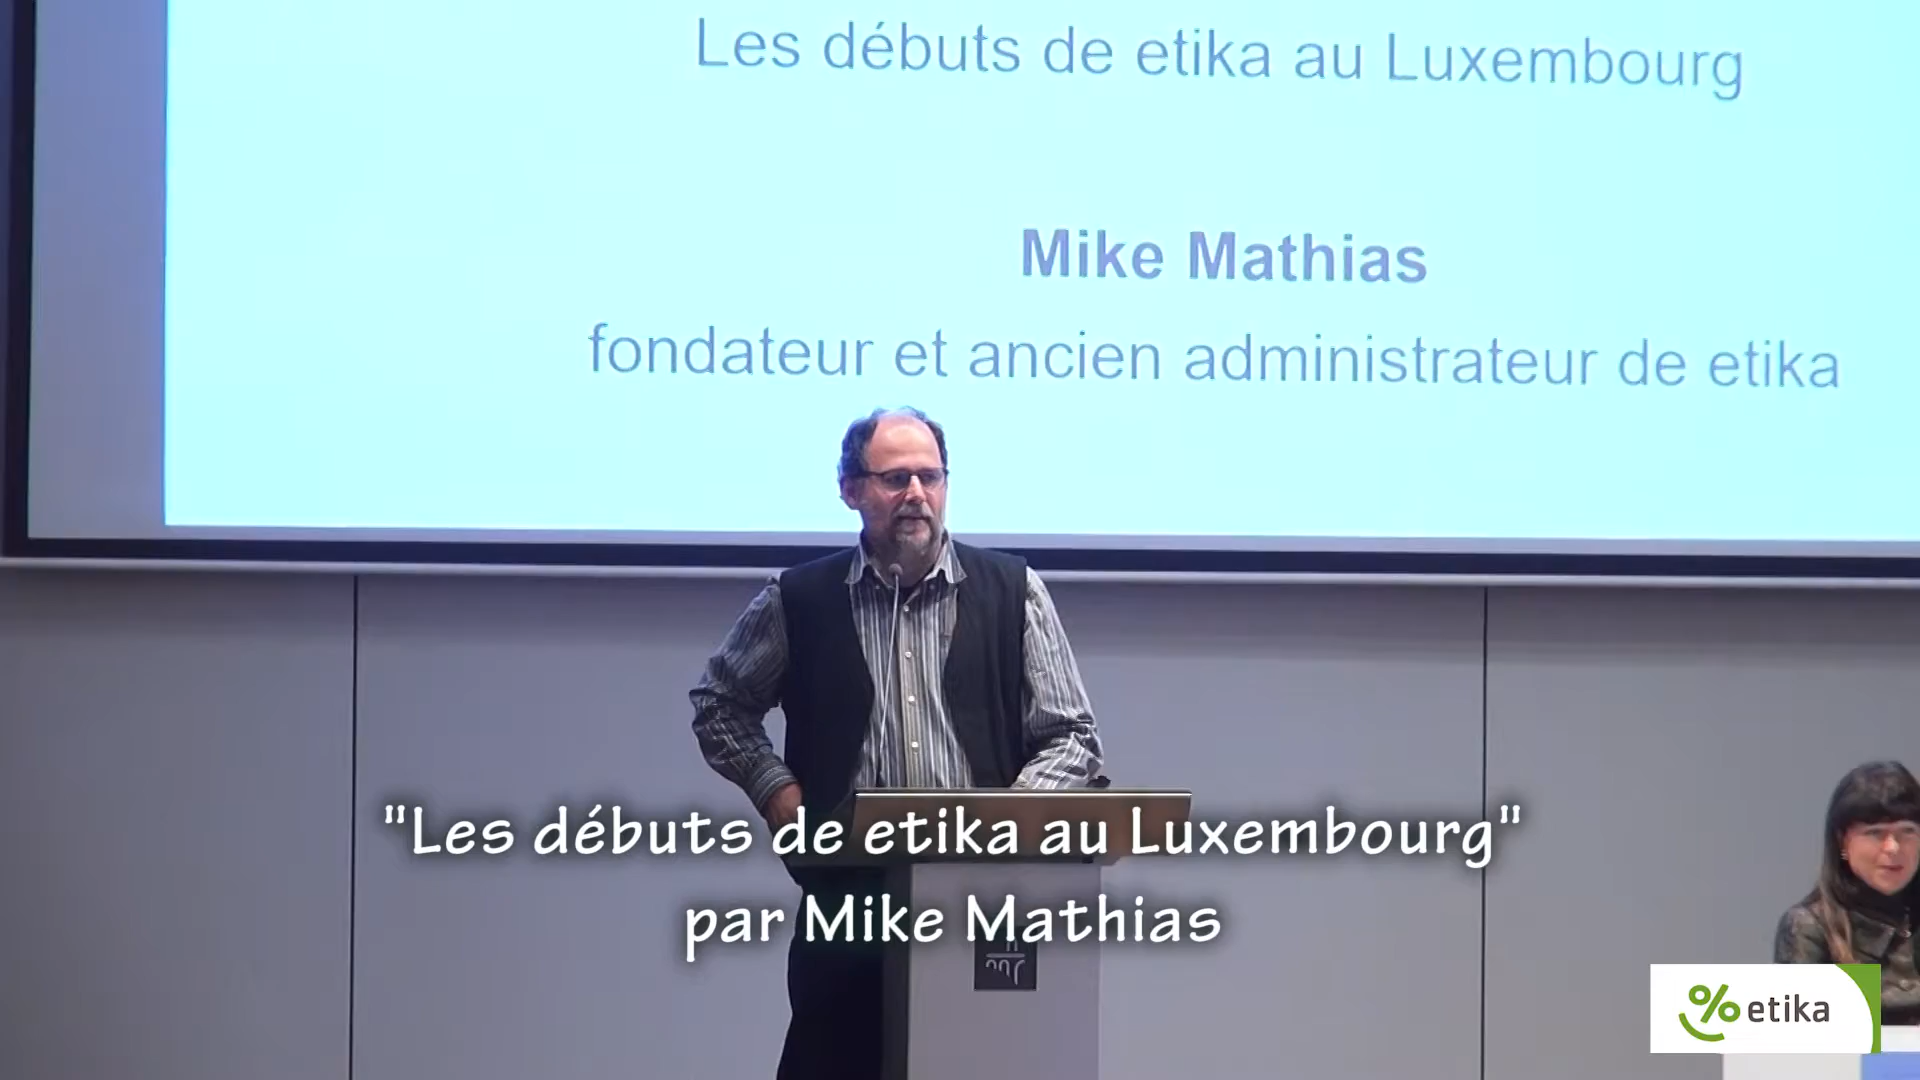 Les débuts de etika au Luxembourg
Mike Mathias
fondateur et ancien administrateur de etika
"Les débuts de etika au Luxembourg"
par Mike Mathias
% etika